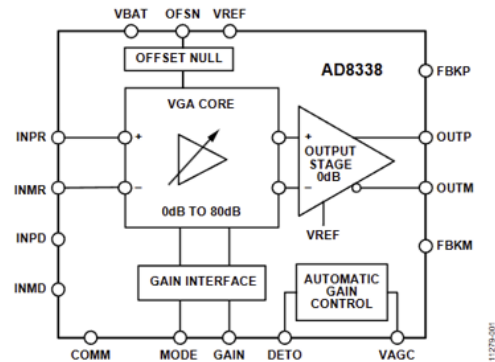 VBAT OFSN VREF
OFFSET NULL
AD8338
FBKP
VGA CORE
INPR
+
+
OUTPUT
STAGE
0dB
OUTP
INMR
−
−
OUTM
0dB TO 80dB
VREF
INPD
FBKM
GAIN INTERFACE
AUTOMATIC
GAIN
CONTROL
INMD
COMM MODE GAIN DETO VAGC
11279-001